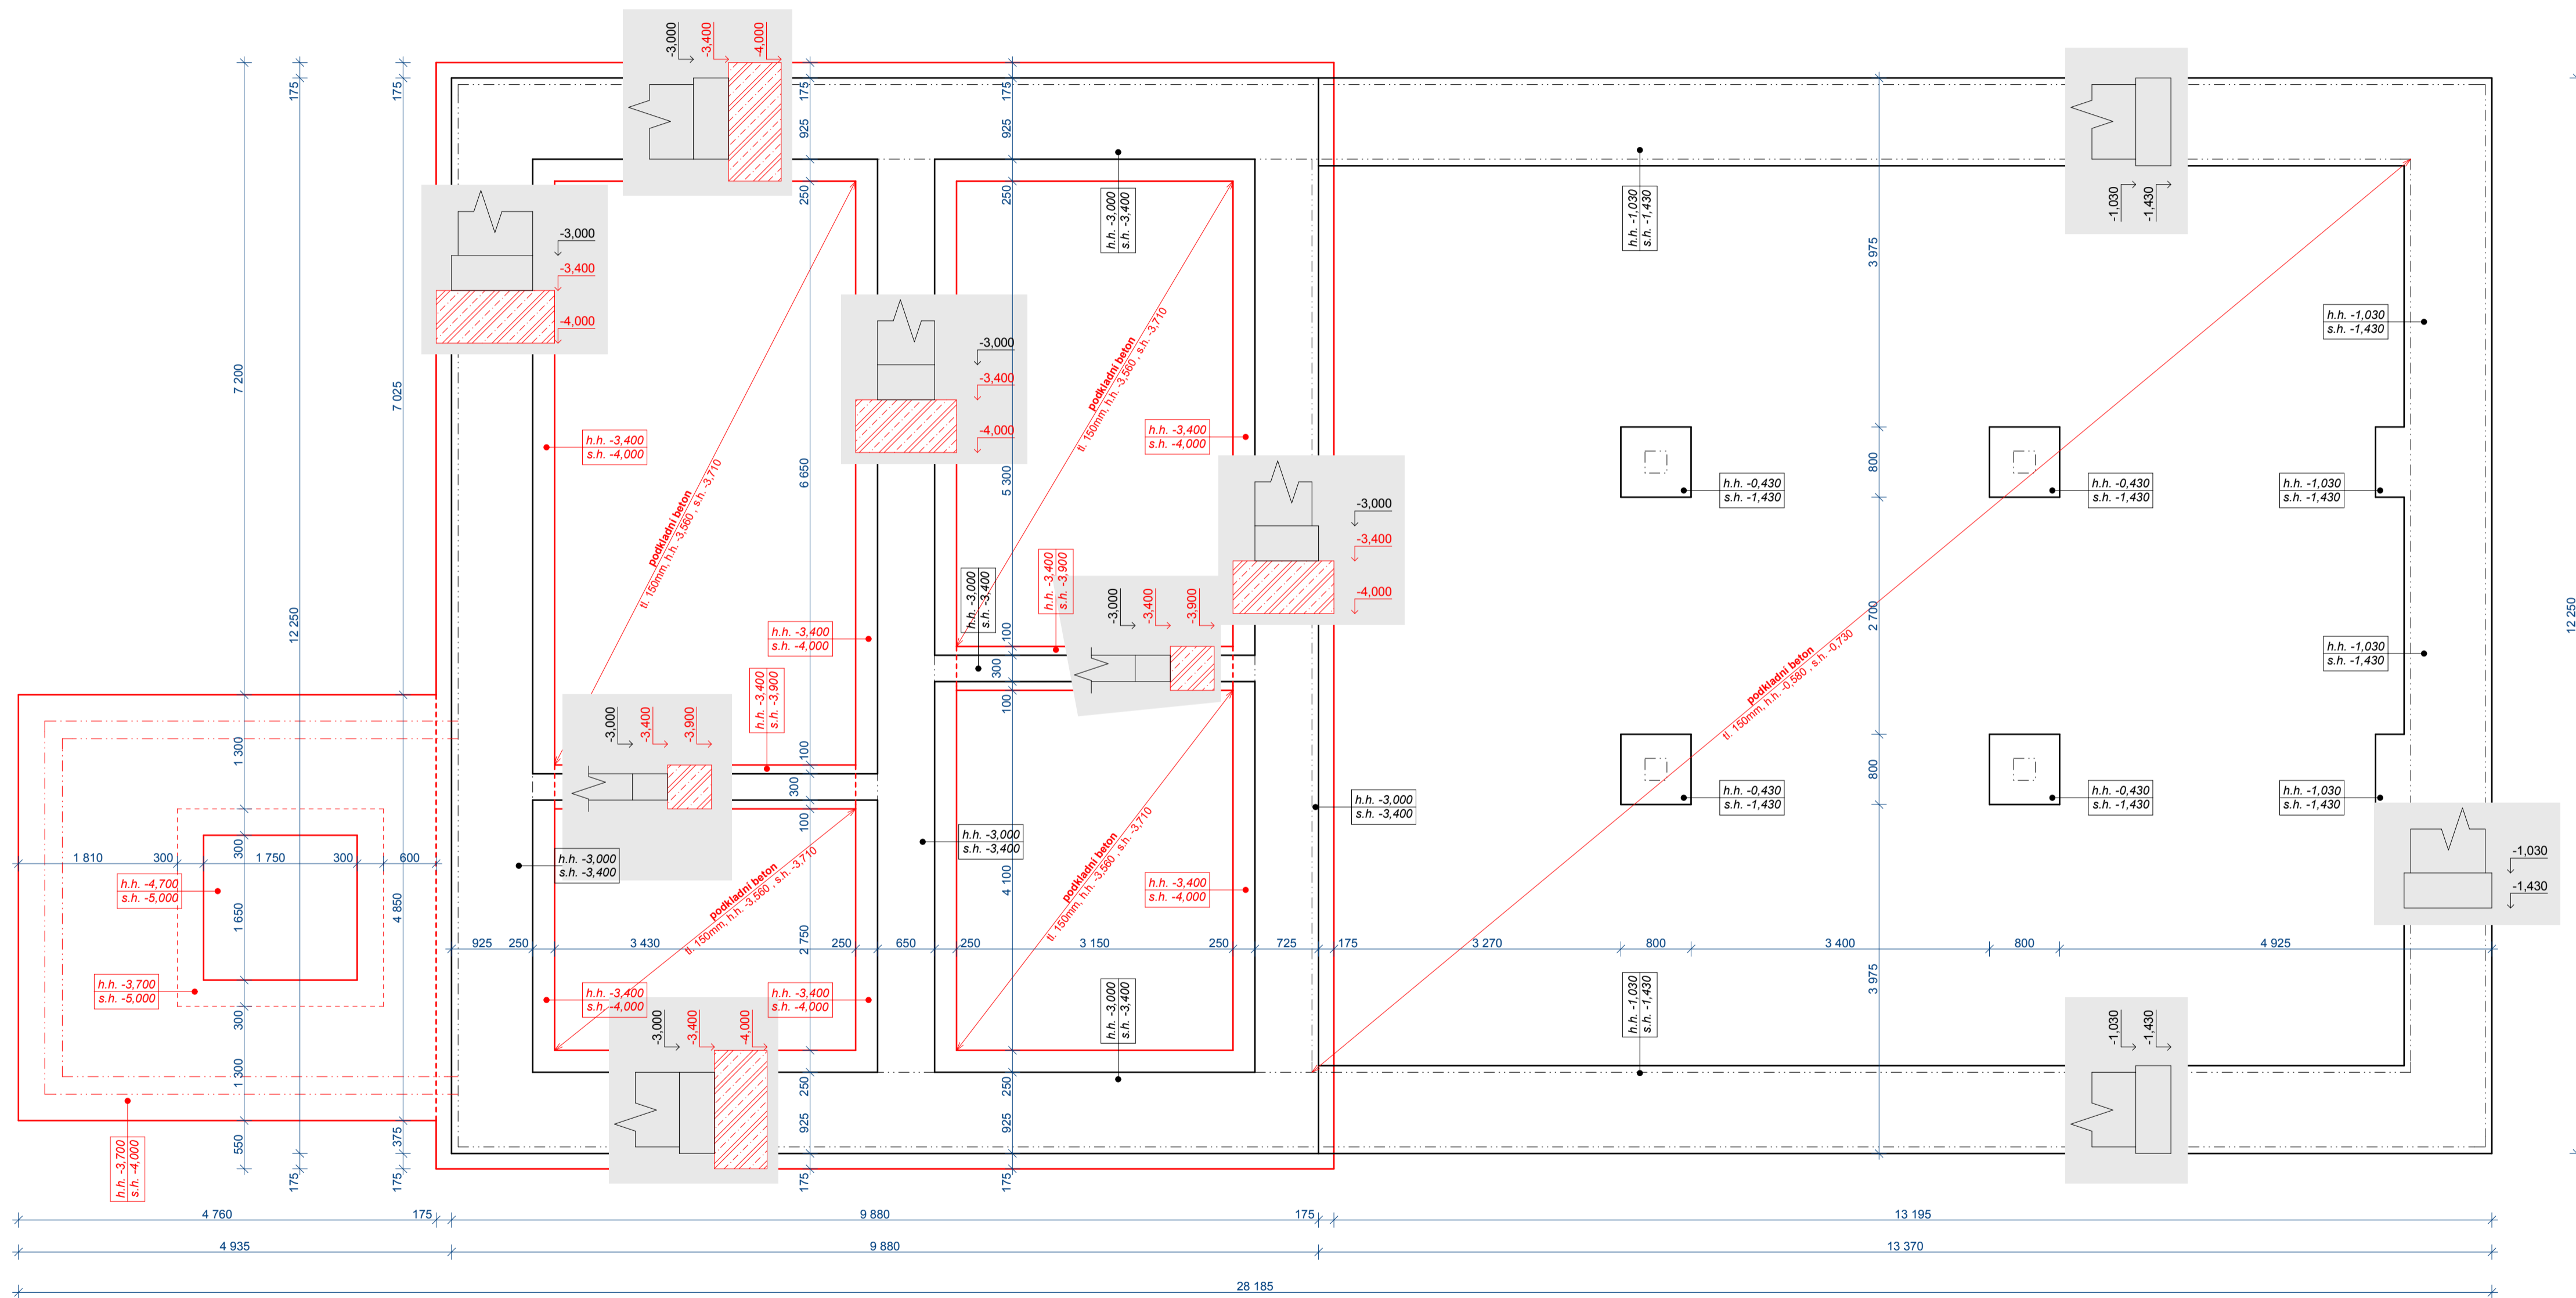 -3,000
-3,400
-4,000
175
175
175
175
175
925
925
h.h. -3,000
s.h. -3,400
h.h. -1,030
s.h. -1,430
-1,030
-1,430
250
250
-3,000
-3,400
-4,000
3 975
h.h. -1,030
s.h. -1,430
-3,000
-3,400
-4,000
podkladní beton
tl. 150mm, h.h. -3,560 , s.h. -3,710
7 200
7 025
h.h. -3,400
s.h. -4,000
h.h. -3,400
s.h. -4,000
6 650
5 300
800
h.h. -0,430
s.h. -1,430
h.h. -0,430
s.h. -1,430
h.h. -1,030
s.h. -1,430
podkladní beton
tl. 150mm, h.h. -3,560 , s.h. -3,710
-3,000
-3,400
-4,000
h.h. -3,000
s.h. -3,400
h.h. -3,400
s.h. -3,900
-3,000
-3,400
-3,900
12 250
12 250
2 700
100
300
100
h.h. -3,400
s.h. -4,000
h.h. -1,030
s.h. -1,430
podkladní beton
tl. 150mm, h.h. -0,580 , s.h. -0,730
h.h. -3,400
s.h. -3,900
-3,000
-3,400
-3,900
1 300
100
300
100
800
h.h. -3,000
s.h. -3,400
h.h. -0,430
s.h. -1,430
h.h. -0,430
s.h. -1,430
h.h. -1,030
s.h. -1,430
h.h. -3,000
s.h. -3,400
1 810
300
1 750
300
600
300
h.h. -3,000
s.h. -3,400
-1,030
-1,430
h.h. -4,700
s.h. -5,000
1 650
4 850
4 100
podkladní beton
tl. 150mm, h.h. -3,560 , s.h. -3,710
podkladní beton
tl. 150mm, h.h. -3,560 , s.h. -3,710
h.h. -3,400
s.h. -4,000
925
250
3 430
250
650
250
3 150
250
725
175
3 270
800
3 400
800
4 925
2 750
3 975
h.h. -3,700
s.h. -5,000
h.h. -3,400
s.h. -4,000
h.h. -3,400
s.h. -4,000
h.h. -3,000
s.h. -3,400
h.h. -1,030
s.h. -1,430
300
-3,000
-3,400
-4,000
-1,030
-1,430
1 300
250
250
550
375
925
925
h.h. -3,700
s.h. -4,000
175
175
175
175
4 760
175
9 880
175
13 195
4 935
9 880
13 370
28 185